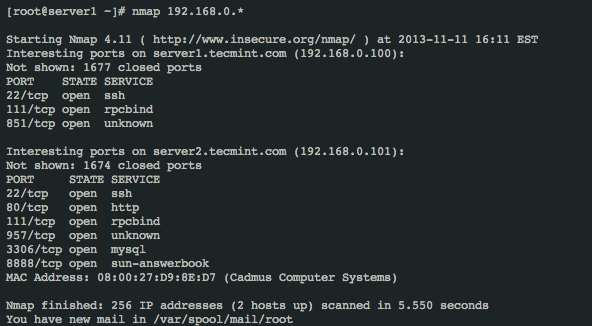 [root@server1 ~]# nmap 192.168.0.*
Starting Nmap 4.11 ( http://www.insecure.org/nmap/ ) at 2013-11-11 16:11 EST
Interesting ports on server1.tecmint.com (192.168.0.100):
Not shown: 1677 closed ports
PORT    STATE SERVICE
22/tcp  open  ssh
111/tcp open  rpcbind
851/tcp open  unknown
Interesting ports on server2.tecmint.com (192.168.0.101):
Not shown: 1674 closed ports
PORT     STATE SERVICE
22/tcp   open  ssh
80/tcp   open  http
111/tcp  open  rpcbind
957/tcp  open  unknown
3306/tcp open  mysql
8888/tcp open  sun-answerbook
MAC Address: 08:00:27:D9:8E:D7 (Cadmus Computer Systems)
Nmap finished: 256 IP addresses (2 hosts up) scanned in 5.550 seconds
You have new mail in /var/spool/mail/root